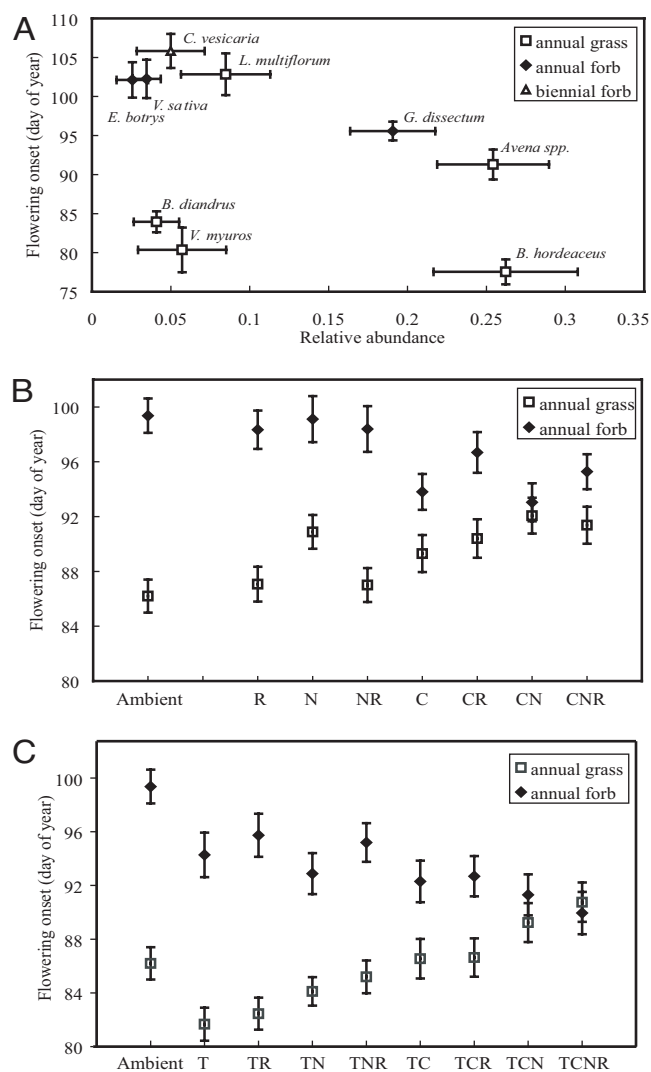 A
Flowering onset (day of year)
110
105
100
95
90
85
80
75
C. vesicaria
L. multiflorum
V. sativa
E. botrys
G. dissectum
Avena spp.
B. diandrus
V. myuros
B. hordeaceus
annual grass
annual forb
biennial forb
0 0.05 0.1 0.15 0.2 0.25 0.3 0.35
Relative abundance
B
Flowering onset (day of year)
100
96
92
88
84
80
annual grass
annual forb
Ambient R N NR C CR CN CNR
C
Flowering onset (day of year)
100
96
92
88
84
80
annual grass
annual forb
Ambient T TR TN TNR TC TCR TCN TCNR